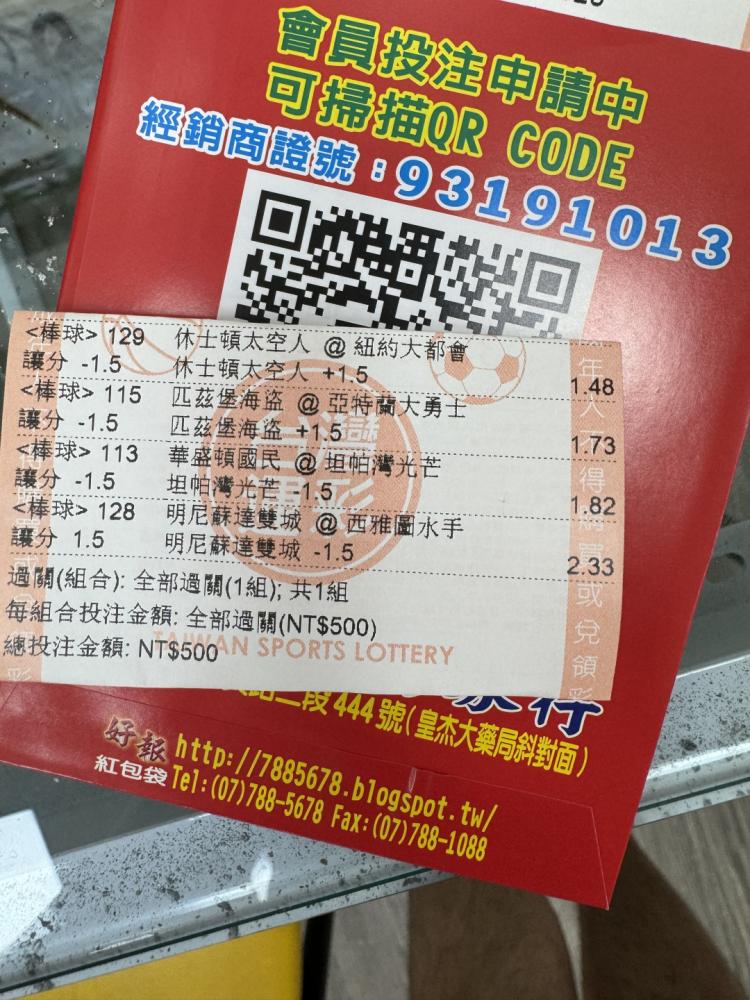 會員投注申請中
可掃描QR CODE
經銷商證號：93191013
<棒球> 129 休士頓太空人 @ 紐約大都會
讓分 -1.5 休士頓太空人 +1.5 1.48
<棒球> 115 匹茲堡海盜 @ 亞特蘭大勇士
讓分 -1.5 匹茲堡海盜 +1.5 1.73
<棒球> 113 華盛頓國民 @ 坦帕灣光芒
讓分 -1.5 坦帕灣光芒 -1.5 1.82
<棒球> 128 明尼蘇達雙城 @ 西雅圖水手
讓分 1.5 明尼蘇達雙城 -1.5 2.33
過關(組合): 全部過關(1組); 共1組
每組合投注金額: 全部過關(NT$500)
總投注金額: NT$500
TAIWAN SPORTS LOTTERY
台灣運彩
二段444號(皇杰大藥局斜對面)
好報
紅包袋
http://7885678.blogspot.tw/
Tel:(07)788-5678 Fax:(07)788-1088